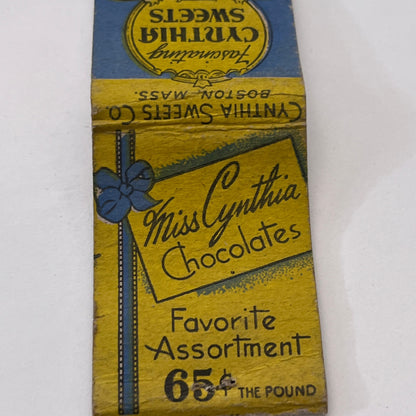 Fascinating
CYNTHIA
SWEETS
CYNTHIA SWEETS CO.
BOSTON, MASS.
Miss Cynthia
Chocolates
Favorite
Assortment
65¢ THE POUND